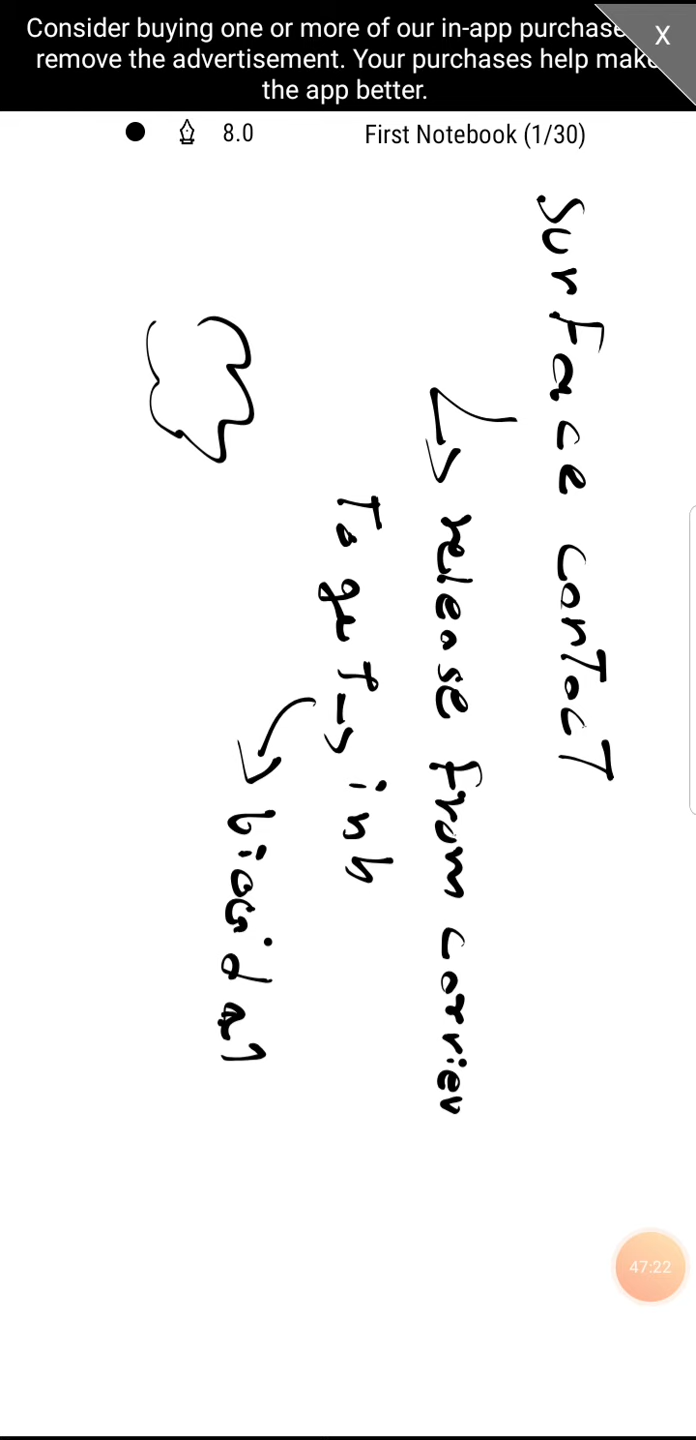 Consider buying one or more of our in-app purchase
remove the advertisement. Your purchases help make
the app better.
X
8.0
First Notebook (1/30)
Surface contact
↳ release from carrier
To get → inh
↳ biocidal
47:22